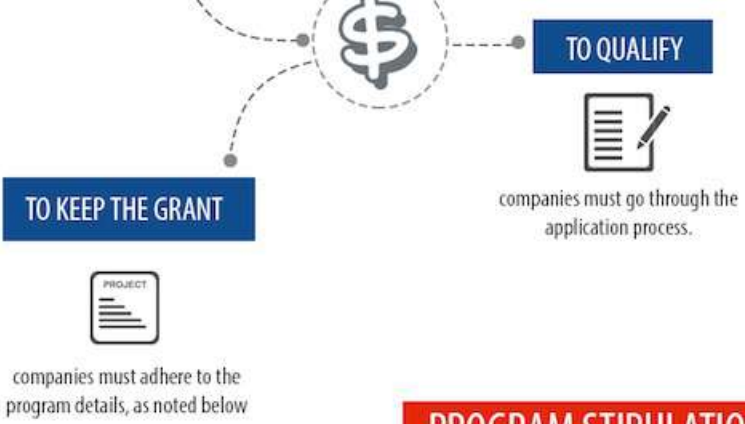 $
TO QUALIFY
companies must go through the
application process.
TO KEEP THE GRANT
PROJECT
companies must adhere to the
program details, as noted below
PROGRAM